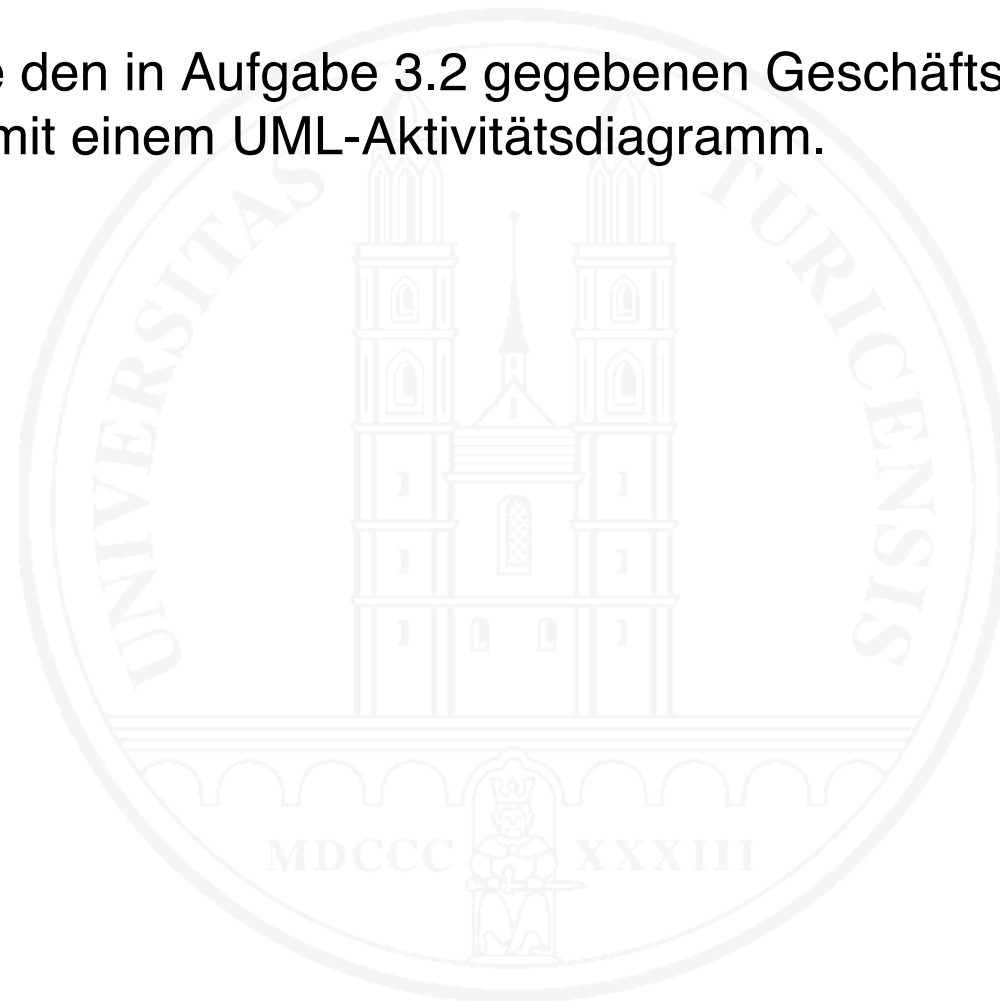 e den in Aufgabe 3.2 gegebenen Geschäfts
mit einem UML-Aktivitätsdiagramm.
UNIVERSITAS TURICENSIS
MDCCC XXXIII